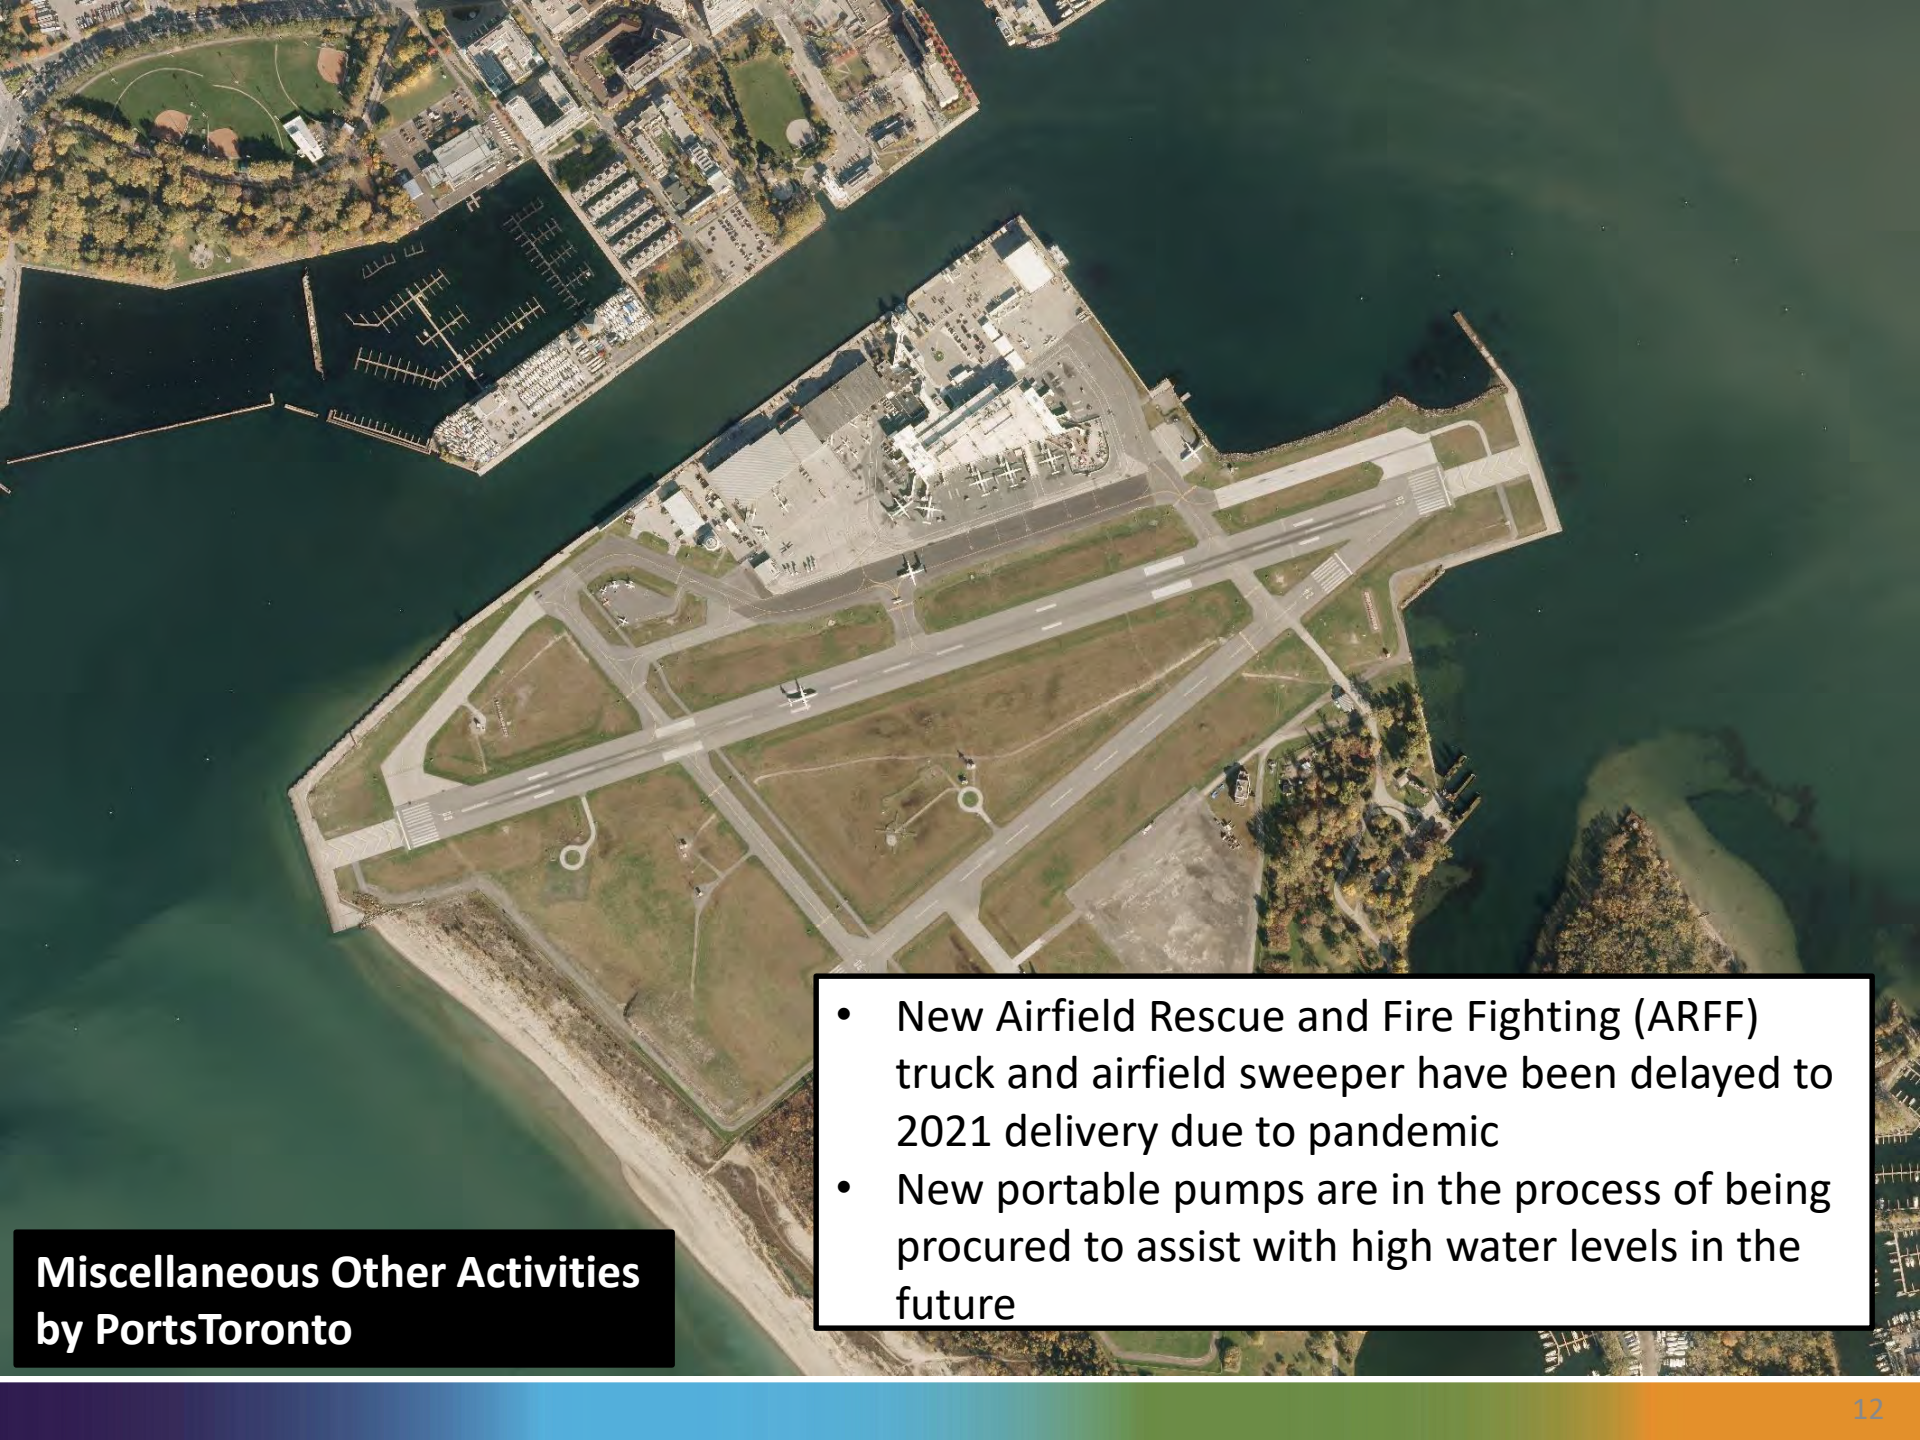 • New Airfield Rescue and Fire Fighting (ARFF)
truck and airfield sweeper have been delayed to
2021 delivery due to pandemic
• New portable pumps are in the process of being
procured to assist with high water levels in the
future
Miscellaneous Other Activities
by PortsToronto
12